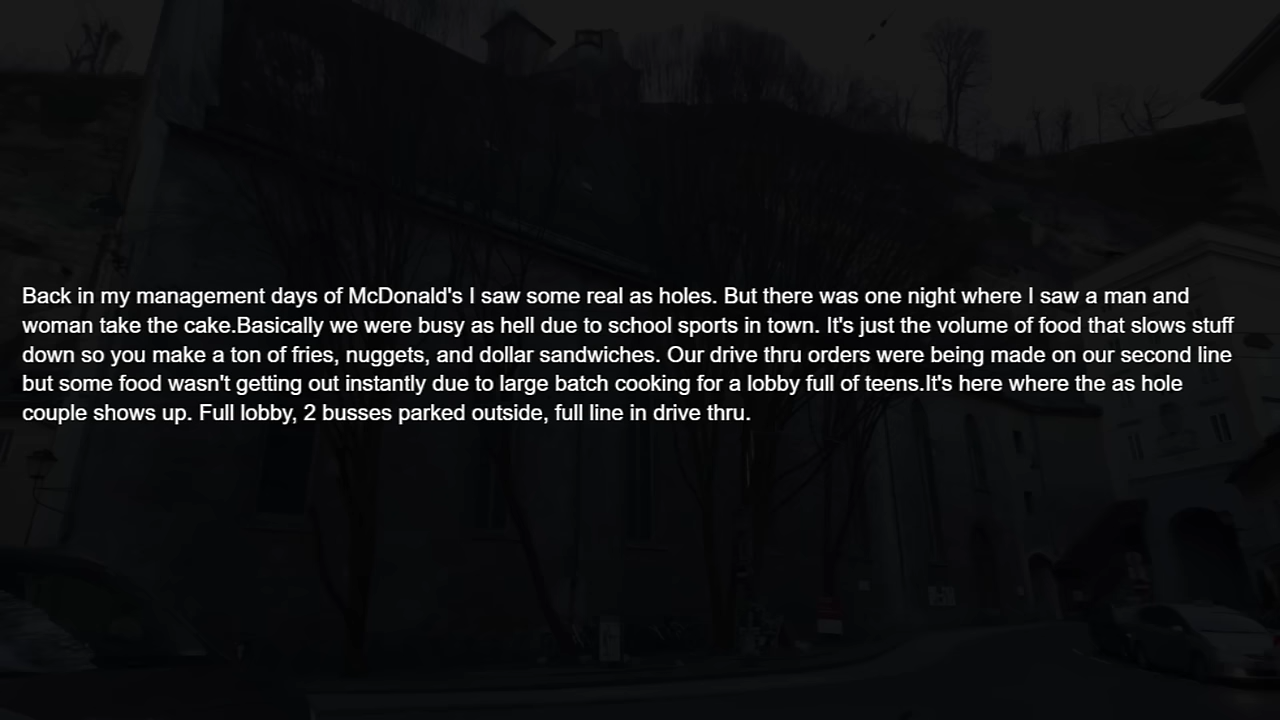 Back in my management days of McDonald's I saw some real as holes. But there was one night where I saw a man and
woman take the cake.Basically we were busy as hell due to school sports in town. It's just the volume of food that slows stuff
down so you make a ton of fries, nuggets, and dollar sandwiches. Our drive thru orders were being made on our second line
but some food wasn't getting out instantly due to large batch cooking for a lobby full of teens.It's here where the as hole
couple shows up. Full lobby, 2 busses parked outside, full line in drive thru.